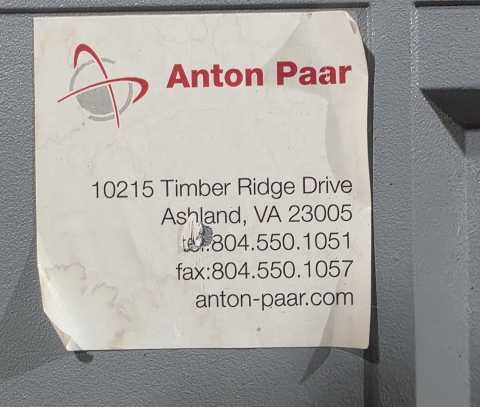 Anton Paar
10215 Timber Ridge Drive
Ashland, VA 23005
tel:804.550.1051
fax:804.550.1057
anton-paar.com